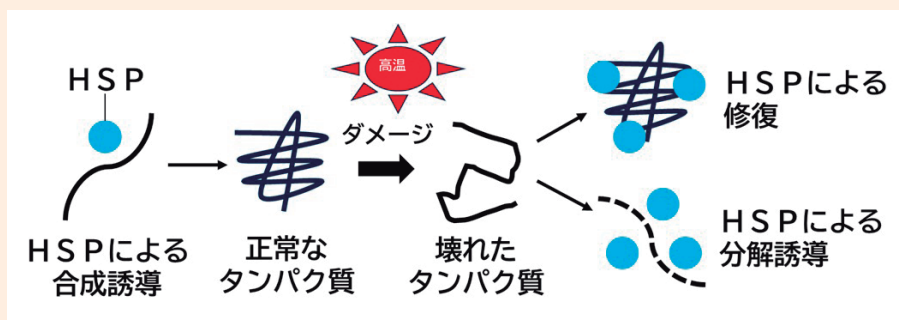 HSP
HSPによる
合成誘導
正常な
タンパク質
高温
ダメージ
壊れた
タンパク質
HSPによる
修復
HSPによる
分解誘導